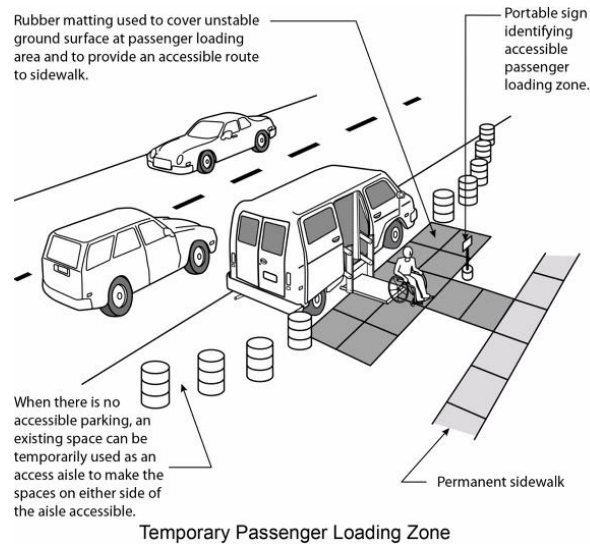 Rubber matting used to cover unstable
ground surface at passenger loading
area and to provide an accessible route
to sidewalk.
Portable sign
identifying
accessible
passenger
loading zone.
When there is no
accessible parking, an
existing space can be
temporarily used as an
access aisle to make the
spaces on either side of
the aisle accessible.
Permanent sidewalk
Temporary Passenger Loading Zone